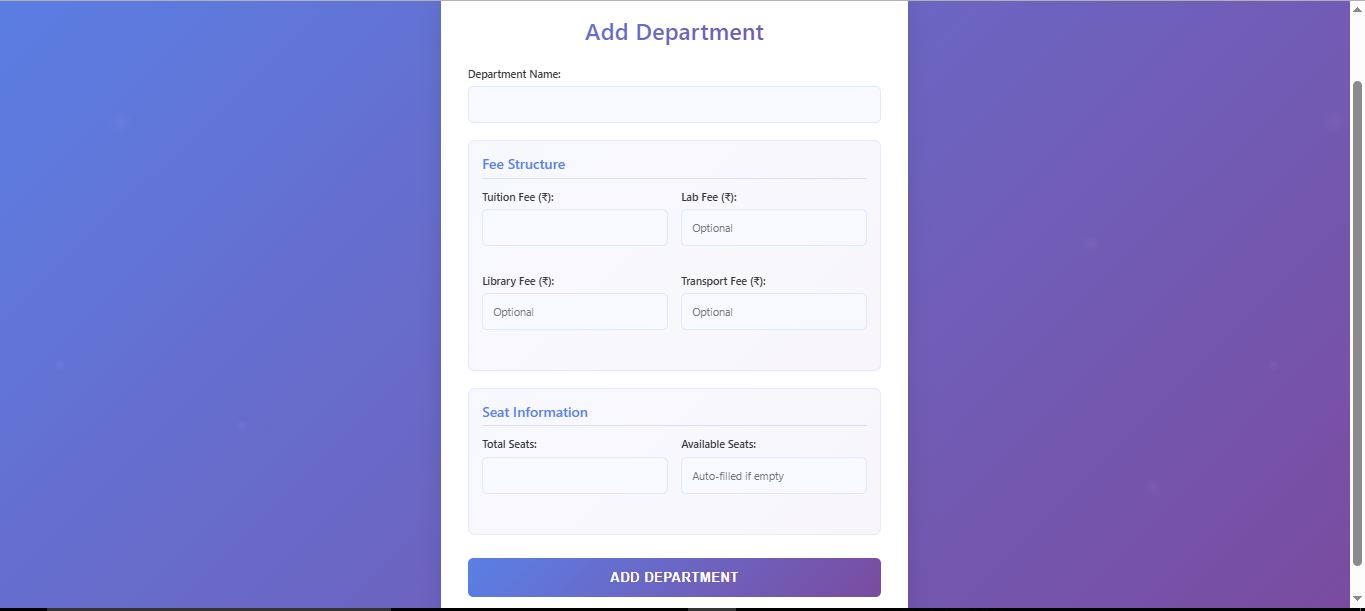 Add Department
Department Name:
Fee Structure
Tuition Fee (₹): Lab Fee (₹):
Optional
Library Fee (₹): Transport Fee (₹):
Optional Optional
Seat Information
Total Seats: Available Seats:
Auto-filled if empty
ADD DEPARTMENT